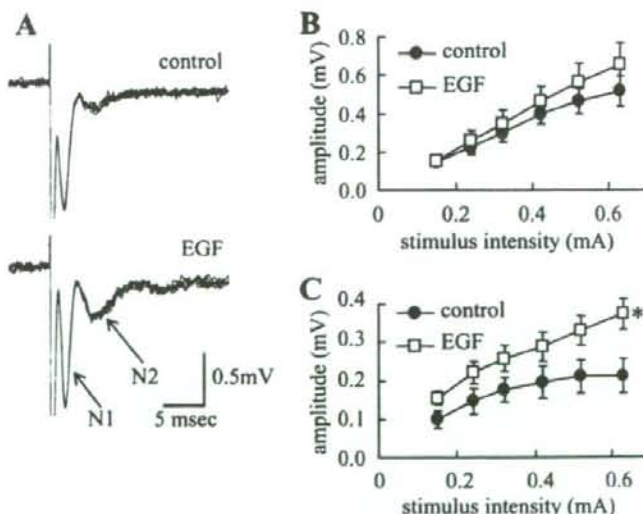 A
control
EGF
N2
N1
0.5mV
5 msec
B
control
EGF
amplitude (mV)
0.8
0.6
0.4
0.2
0.0
0
0.2
0.4
0.6
stimulus intensity (mA)
C
control
EGF
*
amplitude (mV)
0.4
0.3
0.2
0.1
0.0
0
0.2
0.4
0.6
stimulus intensity (mA)